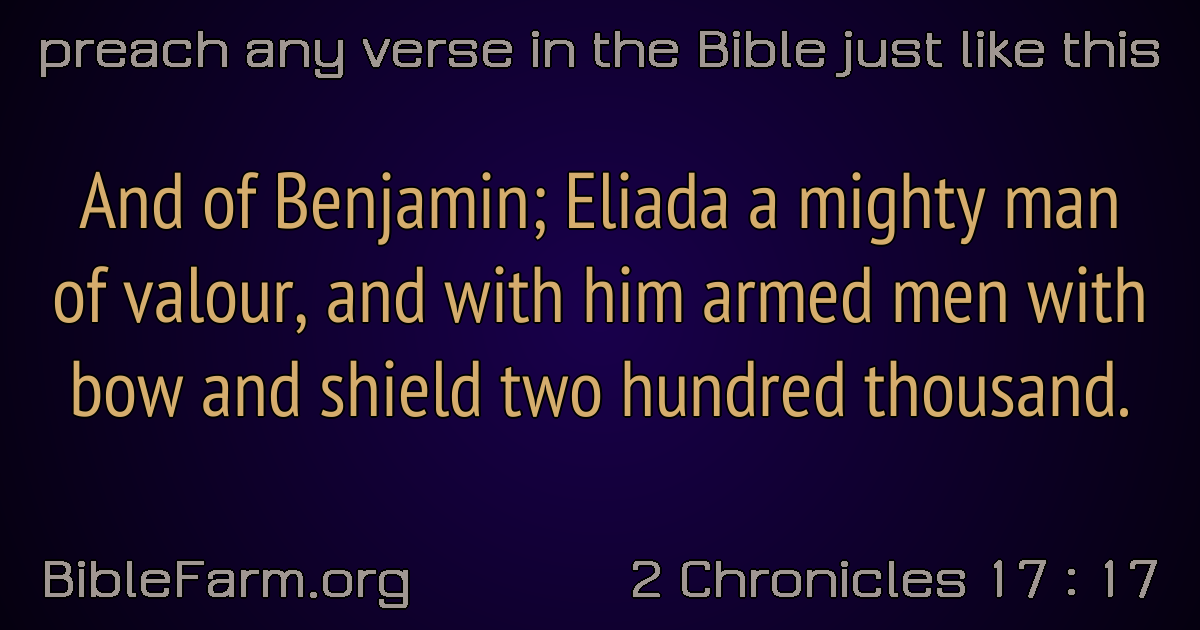 preach any verse in the Bible just like this
And of Benjamin; Eliada a mighty man
of valour, and with him armed men with
bow and shield two hundred thousand.
BibleFarm.org
2 Chronicles 17 : 17